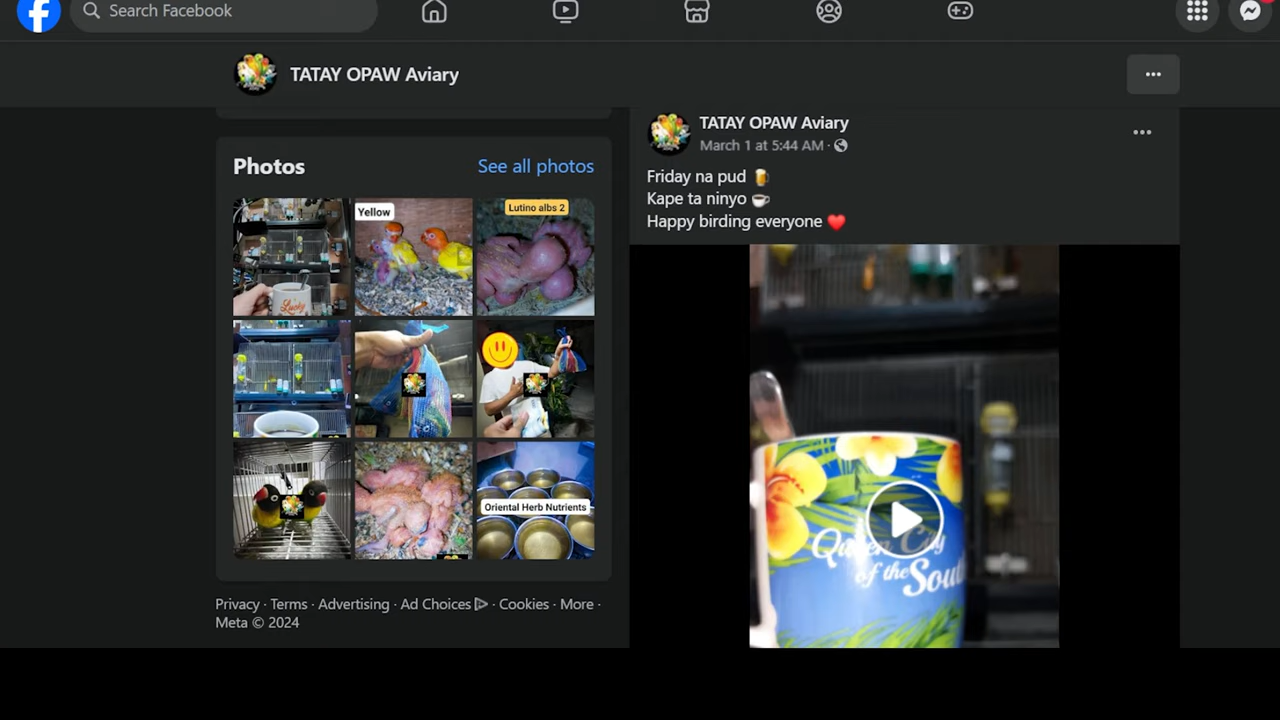 Search Facebook
TATAY OPAW Aviary
Photos
See all photos
Yellow
Lutino albs 2
Lucky
Oriental Herb Nutrients
Privacy · Terms · Advertising · Ad Choices · Cookies · More ·
Meta © 2024
TATAY OPAW Aviary
March 1 at 5:44 AM ·
Friday na pud 🍺
Kape ta ninyo ☕
Happy birding everyone ❤️
Queen City
of the South